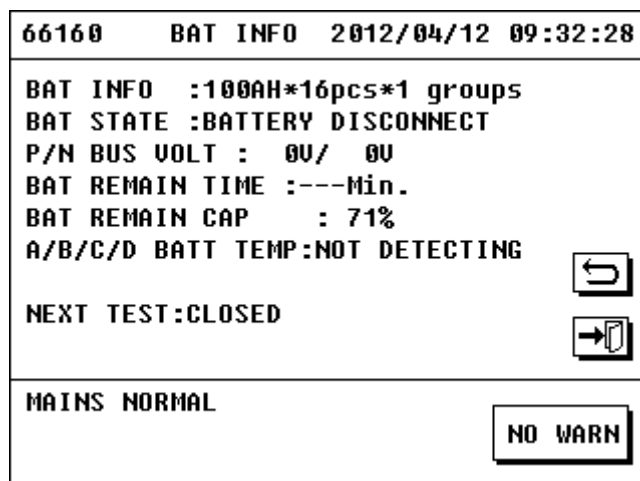 66160 BAT INFO 2012/04/12 09:32:28
BAT INFO :100AH*16pcs*1 groups
BAT STATE :BATTERY DISCONNECT
P/N BUS VOLT : 0V/ 0V
BAT REMAIN TIME :---Min.
BAT REMAIN CAP : 71%
A/B/C/D BATT TEMP:NOT DETECTING
NEXT TEST:CLOSED
MAINS NORMAL
NO WARN